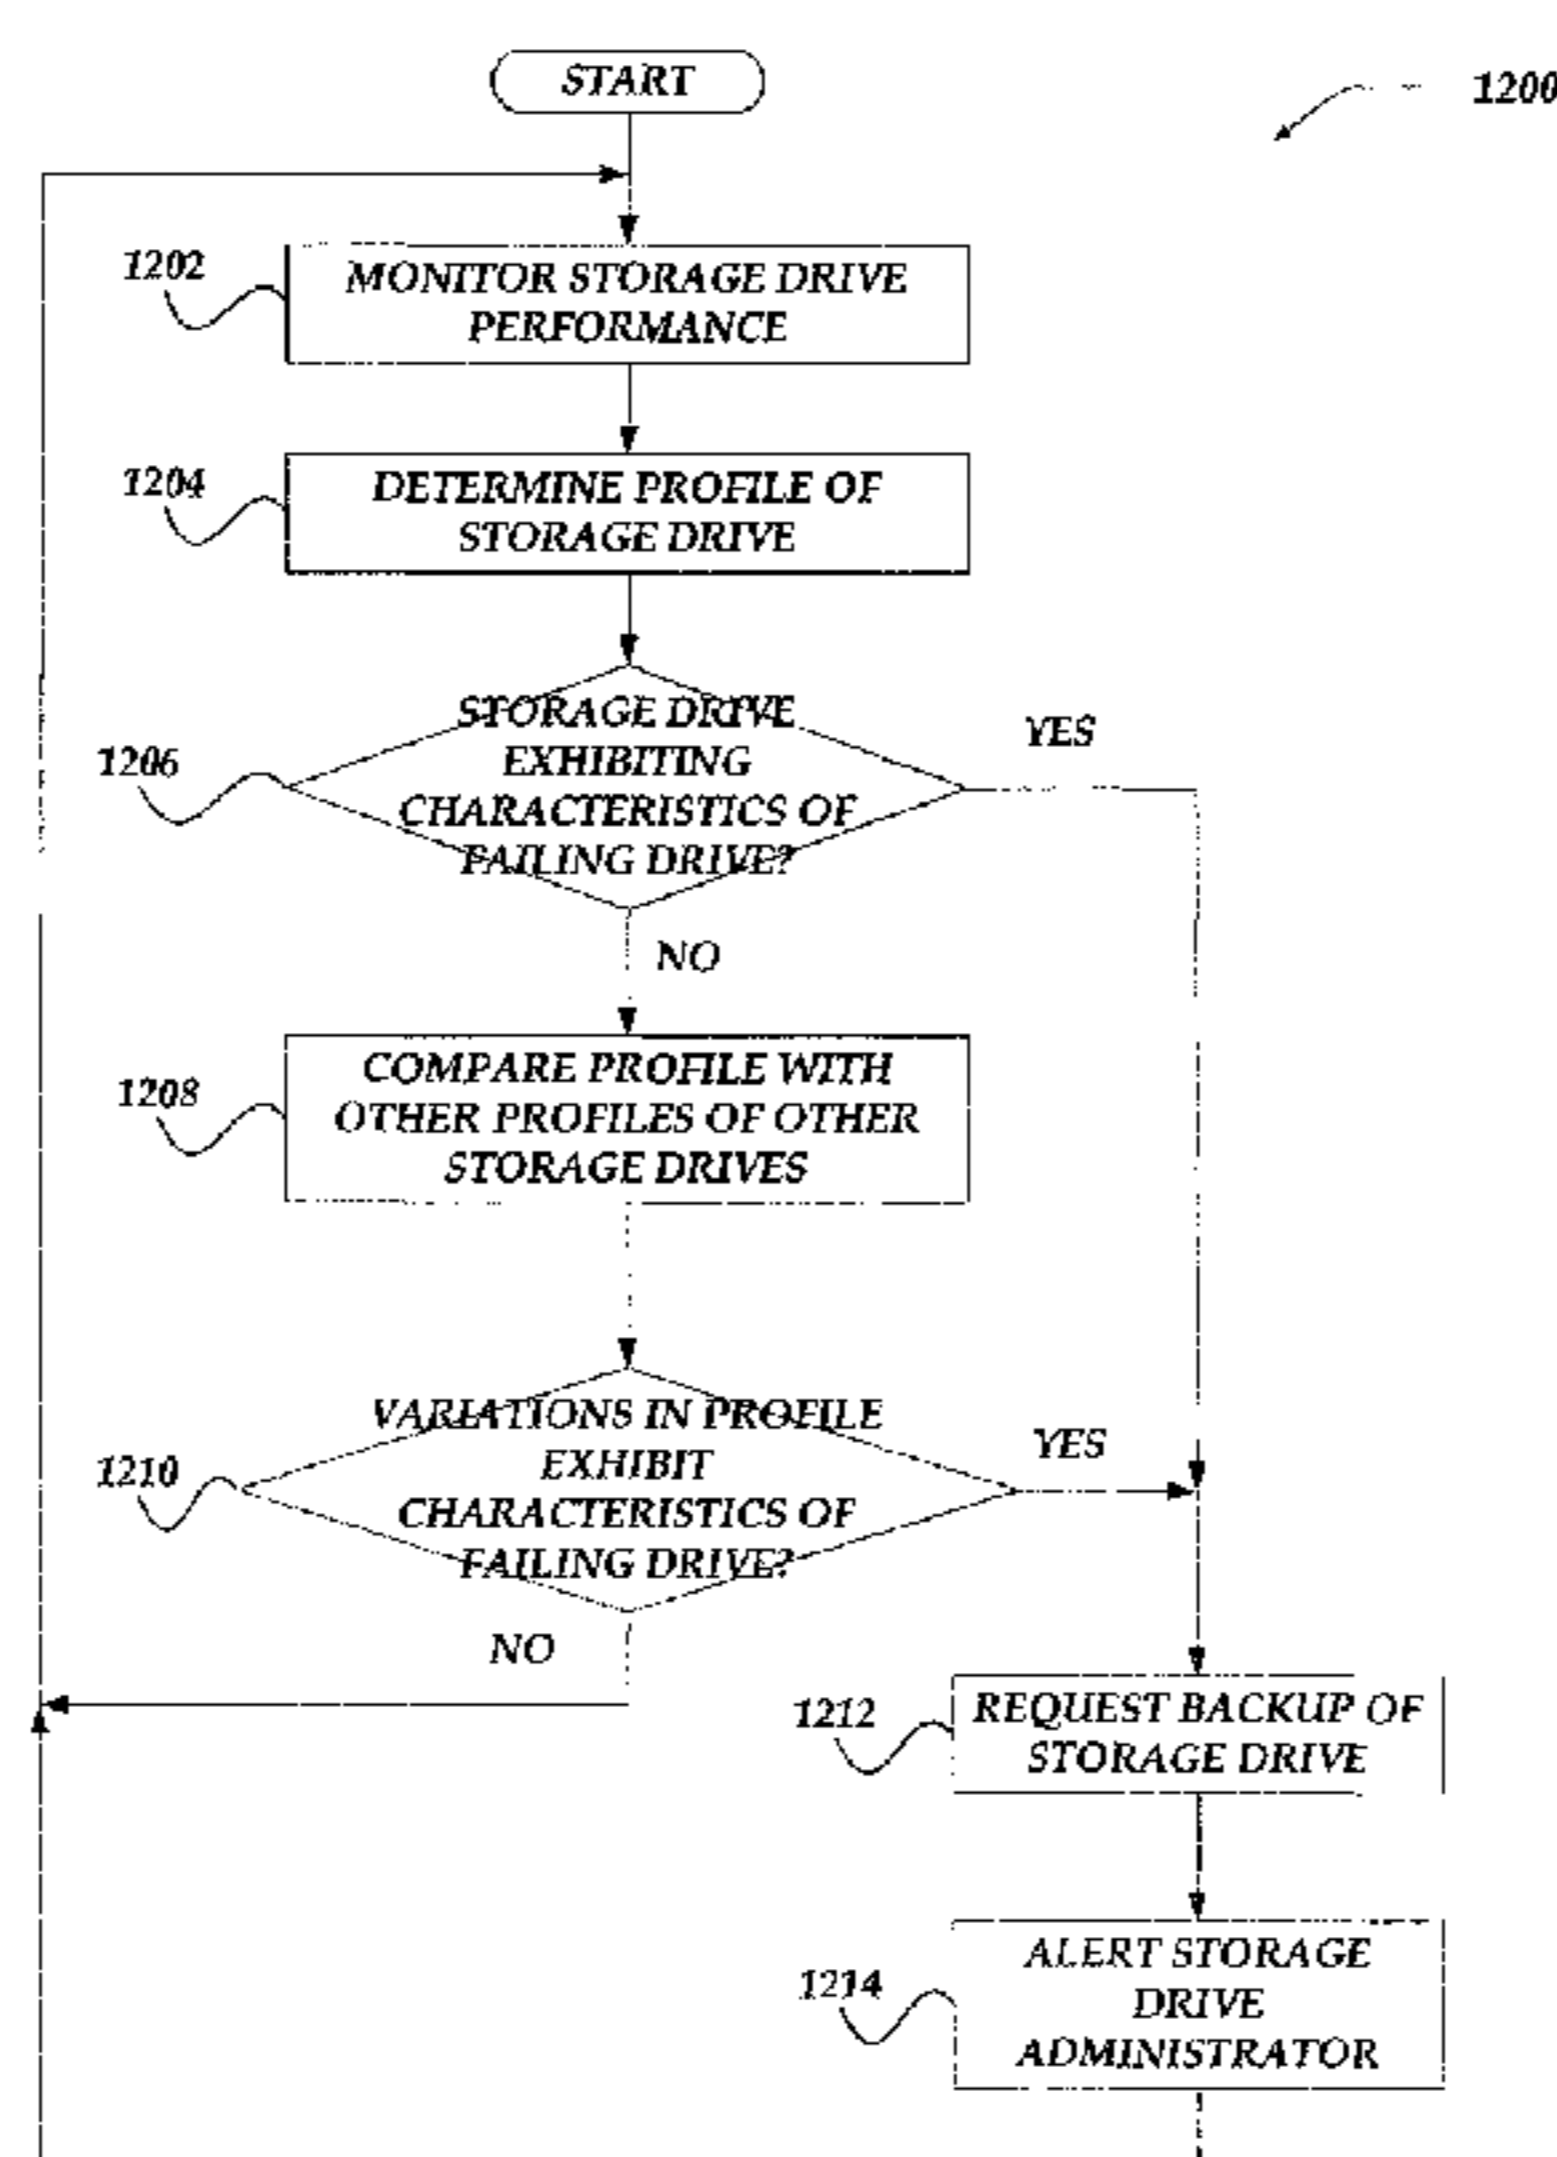 START
1200
1202
MONITOR STORAGE DRIVE
PERFORMANCE
1204
DETERMINE PROFILE OF
STORAGE DRIVE
1206
STORAGE DRIVE
EXHIBITING
CHARACTERISTICS OF
FAILING DRIVE?
YES
NO
1208
COMPARE PROFILE WITH
OTHER PROFILES OF OTHER
STORAGE DRIVES
1210
VARIATIONS IN PROFILE
EXHIBIT
CHARACTERISTICS OF
FAILING DRIVE?
YES
NO
1212
REQUEST BACKUP OF
STORAGE DRIVE
1214
ALERT STORAGE
DRIVE
ADMINISTRATOR